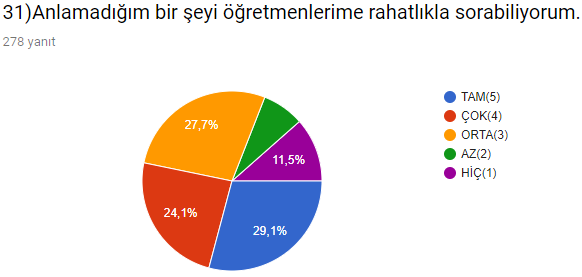 31)Anlamadığım bir şeyi öğretmenlerime rahatlıkla sorabiliyorum.
278 yanıt
27,7%
11,5%
24,1%
29,1%
TAM(5)
ÇOK(4)
ORTA(3)
AZ(2)
HİÇ(1)